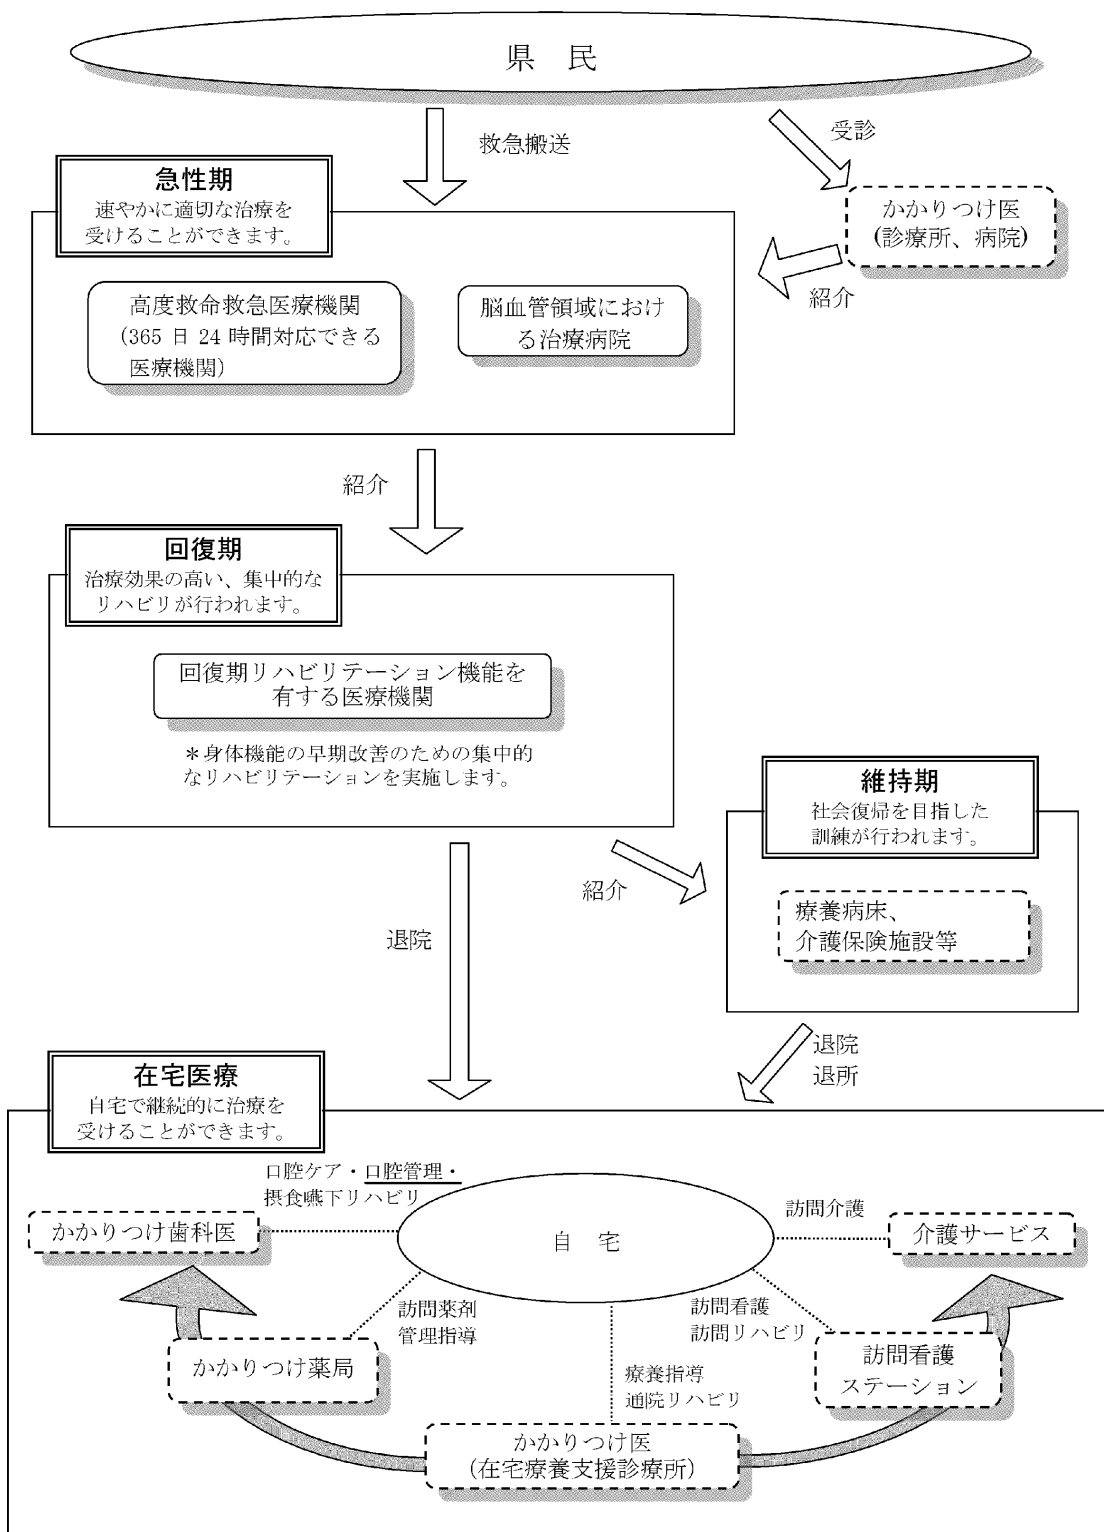 県 民
救急搬送
受診
急性期
速やかに適切な治療を
受けることができます。
かかりつけ医
(診療所、病院)
紹介
高度救命救急医療機関
(365 日 24 時間対応できる
医療機関)
脳血管領域におけ
る治療病院
紹介
回復期
治療効果の高い、集中的な
リハビリが行われます。
回復期リハビリテーション機能を
有する医療機関
＊身体機能の早期改善のための集中的
なリハビリテーションを実施します。
維持期
社会復帰を目指した
訓練が行われます。
紹介
療養病床、
介護保険施設等
退院
退院
退所
在宅医療
自宅で継続的に治療を
受けることができます。
口腔ケア・口腔管理・
摂食嚥下リハビリ
かかりつけ歯科医
自 宅
訪問介護
介護サービス
訪問薬剤
管理指導
訪問看護
訪問リハビリ
かかりつけ薬局
訪問看護
ステーション
療養指導
通院リハビリ
かかりつけ医
(在宅療養支援診療所)